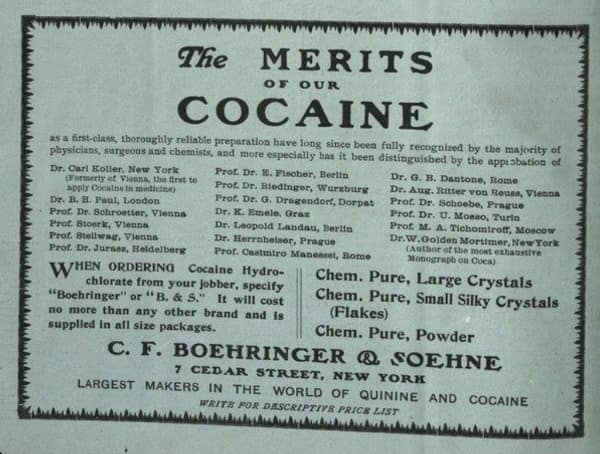 The MERITS
OF OUR
COCAINE
as a first-class, thoroughly reliable preparation have long since been fully recognized by the majority of
physicians, surgeons and chemists, and more especially has it been distinguished by the approbation of
Dr. Carl Koller, New York
(Formerly of Vienna, the first to
apply Cocaine in medicine)
Dr. B. H. Paul, London
Prof. Dr. Schroetter, Vienna
Prof. Stoerk, Vienna
Prof. Stellwag, Vienna
Prof. Dr. Jurasz, Heidelberg
Prof. Dr. E. Fischer, Berlin
Prof. Dr. Riedinger, Wurzburg
Prof. Dr. G. Dragendorf, Dorpat
Dr. K. Emele, Graz
Dr. Leopold Landau, Berlin
Dr. Herrnheiser, Prague
Prof. Casimiro Manessei, Rome
Dr. G. B. Dantone, Rome
Dr. Aug. Ritter von Reuss, Vienna
Prof. Dr. Schoebe, Prague
Prof. Dr. U. Mosso, Turin
Prof. M. A. Tichomiroff, Moscow
Dr. W. Golden Mortimer, New York
(Author of the most exhaustive
Monograph on Coca)
WHEN ORDERING Cocaine Hydro-
chlorate from your jobber, specify
"Boehringer" or "B. & S." It will cost
no more than any other brand and is
supplied in all size packages.
Chem. Pure, Large Crystals
Chem. Pure, Small Silky Crystals
(Flakes)
Chem. Pure, Powder
C. F. BOEHRINGER & SOEHNE
7 CEDAR STREET, NEW YORK
LARGEST MAKERS IN THE WORLD OF QUININE AND COCAINE
WRITE FOR DESCRIPTIVE PRICE LIST